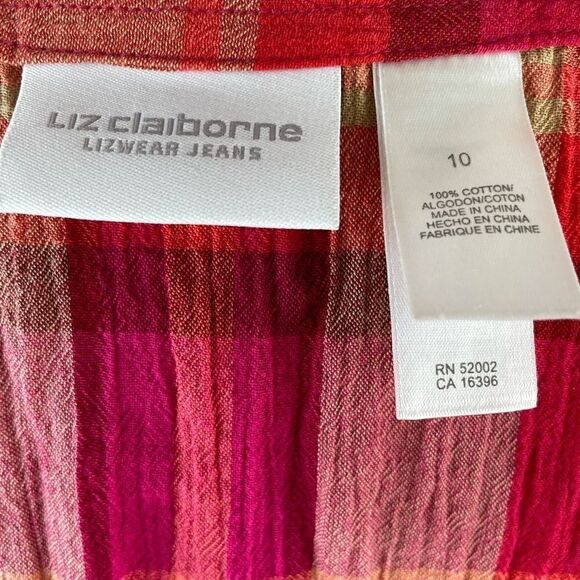 Liz claiborne
LIZWEAR JEANS
10
100% COTTON/
ALGODON/COTON
MADE IN CHINA
HECHO EN CHINA
FABRIQUE EN CHINE
RN 52002
CA 16396